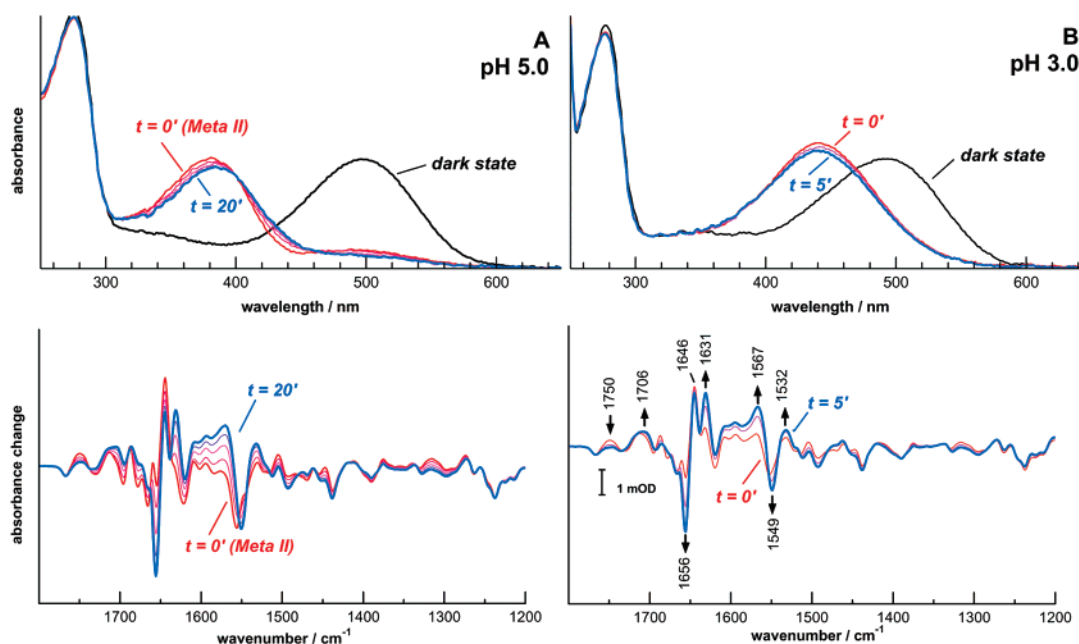 A
pH 5.0
t = 0' (Meta II)
dark state
t = 20'
absorbance
300 400 500 600
wavelength / nm
B
pH 3.0
t = 0'
dark state
t = 5'
300 400 500 600
wavelength / nm
t = 20'
t = 0' (Meta II)
absorbance change
1700 1600 1500 1400 1300 1200
wavenumber / cm-1
1750
1706
1646
1631
1567
1532
t = 5'
1 mOD
t = 0'
1656
1549
1700 1600 1500 1400 1300 1200
wavenumber / cm-1